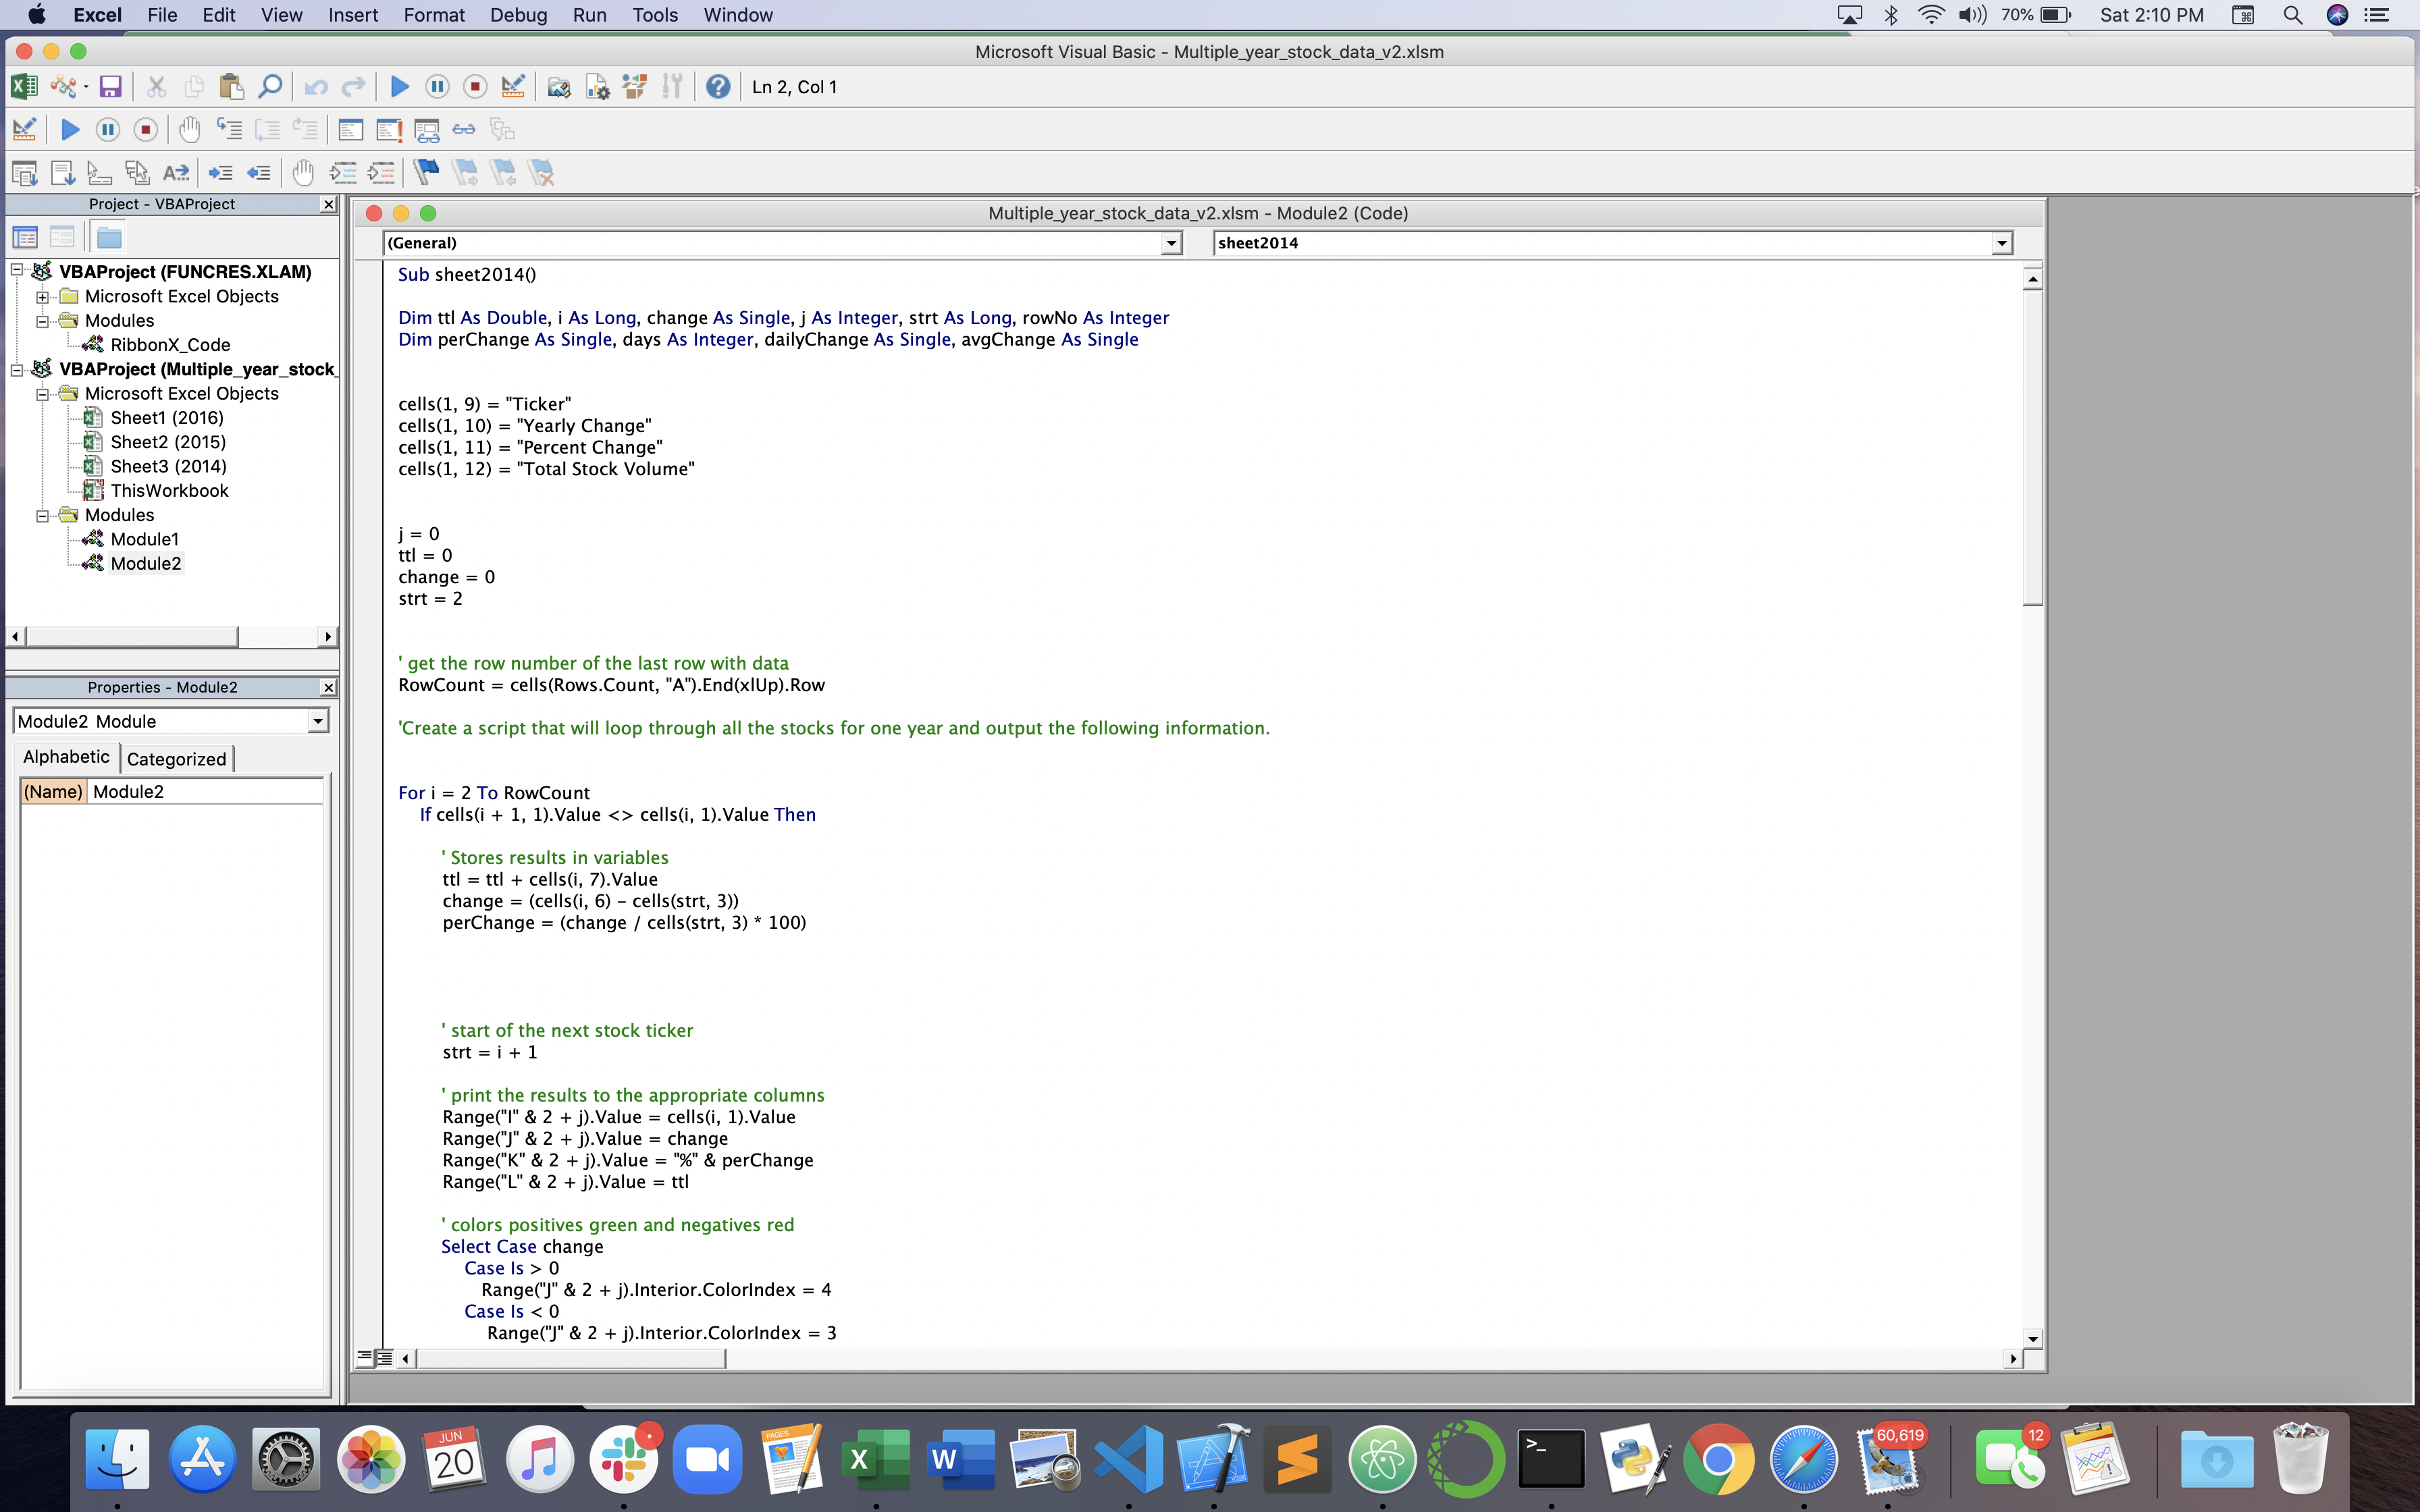 Excel File Edit View Insert Format Debug Run Tools Window 70% Sat 2:10 PM
Microsoft Visual Basic - Multiple_year_stock_data_v2.xlsm
Ln 2, Col 1
Project - VBAProject
VBAProject (FUNCRES.XLAM)
Microsoft Excel Objects
Modules
RibbonX_Code
VBAProject (Multiple_year_stock_
Microsoft Excel Objects
Sheet1 (2016)
Sheet2 (2015)
Sheet3 (2014)
ThisWorkbook
Modules
Module1
Module2
Properties - Module2
Module2 Module
Alphabetic Categorized
(Name) Module2
Multiple_year_stock_data_v2.xlsm - Module2 (Code)
(General) sheet2014
Sub sheet2014()
Dim ttl As Double, i As Long, change As Single, j As Integer, strt As Long, rowNo As Integer
Dim perChange As Single, days As Integer, dailyChange As Single, avgChange As Single
cells(1, 9) = "Ticker"
cells(1, 10) = "Yearly Change"
cells(1, 11) = "Percent Change"
cells(1, 12) = "Total Stock Volume"
j = 0
ttl = 0
change = 0
strt = 2
' get the row number of the last row with data
RowCount = cells(Rows.Count, "A").End(xlUp).Row
'Create a script that will loop through all the stocks for one year and output the following information.
For i = 2 To RowCount
If cells(i + 1, 1).Value <> cells(i, 1).Value Then
' Stores results in variables
ttl = ttl + cells(i, 7).Value
change = (cells(i, 6) - cells(strt, 3))
perChange = (change / cells(strt, 3) * 100)
' start of the next stock ticker
strt = i + 1
' print the results to the appropriate columns
Range("I" & 2 + j).Value = cells(i, 1).Value
Range("J" & 2 + j).Value = change
Range("K" & 2 + j).Value = "%" & perChange
Range("L" & 2 + j).Value = ttl
' colors positives green and negatives red
Select Case change
Case Is > 0
Range("J" & 2 + j).Interior.ColorIndex = 4
Case Is < 0
Range("J" & 2 + j).Interior.ColorIndex = 3
JUN
20
PAGES
X
W
>_
60,619
12